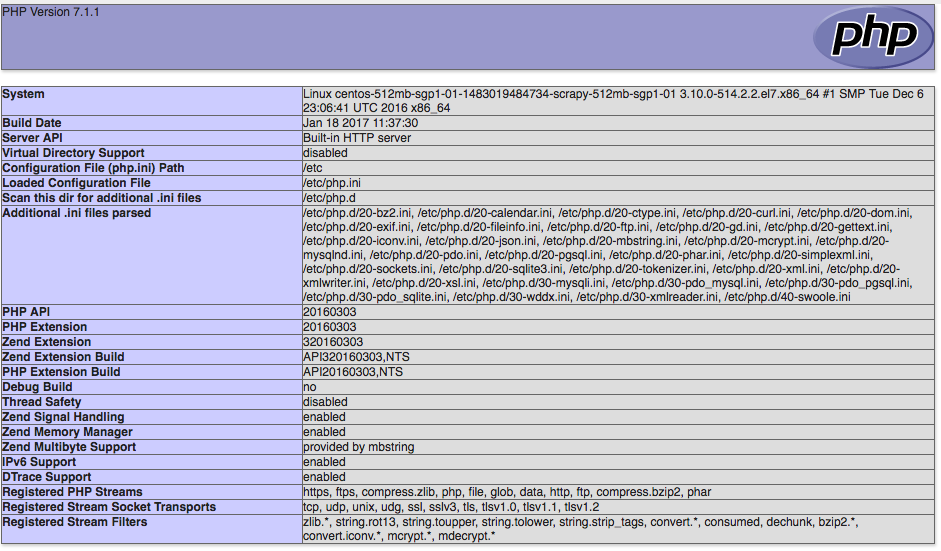 PHP Version 7.1.1
php
System Linux centos-512mb-sgp1-01-1483019484734-scrapy-512mb-sgp1-01 3.10.0-514.2.2.el7.x86_64 #1 SMP Tue Dec 6
23:06:41 UTC 2016 x86_64
Build Date Jan 18 2017 11:37:30
Server API Built-in HTTP server
Virtual Directory Support disabled
Configuration File (php.ini) Path /etc
Loaded Configuration File /etc/php.ini
Scan this dir for additional .ini files /etc/php.d
Additional .ini files parsed /etc/php.d/20-bz2.ini, /etc/php.d/20-calendar.ini, /etc/php.d/20-ctype.ini, /etc/php.d/20-curl.ini, /etc/php.d/20-dom.ini,
/etc/php.d/20-exif.ini, /etc/php.d/20-fileinfo.ini, /etc/php.d/20-ftp.ini, /etc/php.d/20-gd.ini, /etc/php.d/20-gettext.ini,
/etc/php.d/20-iconv.ini, /etc/php.d/20-json.ini, /etc/php.d/20-mbstring.ini, /etc/php.d/20-mcrypt.ini, /etc/php.d/20-
mysqlnd.ini, /etc/php.d/20-pdo.ini, /etc/php.d/20-pgsql.ini, /etc/php.d/20-phar.ini, /etc/php.d/20-simplexml.ini,
/etc/php.d/20-sockets.ini, /etc/php.d/20-sqlite3.ini, /etc/php.d/20-tokenizer.ini, /etc/php.d/20-xml.ini, /etc/php.d/20-
xmlwriter.ini, /etc/php.d/20-xsl.ini, /etc/php.d/30-mysqli.ini, /etc/php.d/30-pdo_mysql.ini, /etc/php.d/30-pdo_pgsql.ini,
/etc/php.d/30-pdo_sqlite.ini, /etc/php.d/30-wddx.ini, /etc/php.d/30-xmlreader.ini, /etc/php.d/40-swoole.ini
PHP API 20160303
PHP Extension 20160303
Zend Extension 320160303
Zend Extension Build API320160303,NTS
PHP Extension Build API20160303,NTS
Debug Build no
Thread Safety disabled
Zend Signal Handling enabled
Zend Memory Manager enabled
Zend Multibyte Support provided by mbstring
IPv6 Support enabled
DTrace Support enabled
Registered PHP Streams https, ftps, compress.zlib, php, file, glob, data, http, ftp, compress.bzip2, phar
Registered Stream Socket Transports tcp, udp, unix, udg, ssl, sslv3, tls, tlsv1.0, tlsv1.1, tlsv1.2
Registered Stream Filters zlib.*, string.rot13, string.toupper, string.tolower, string.strip_tags, convert.*, consumed, dechunk, bzip2.*,
convert.iconv.*, mcrypt.*, mdecrypt.*